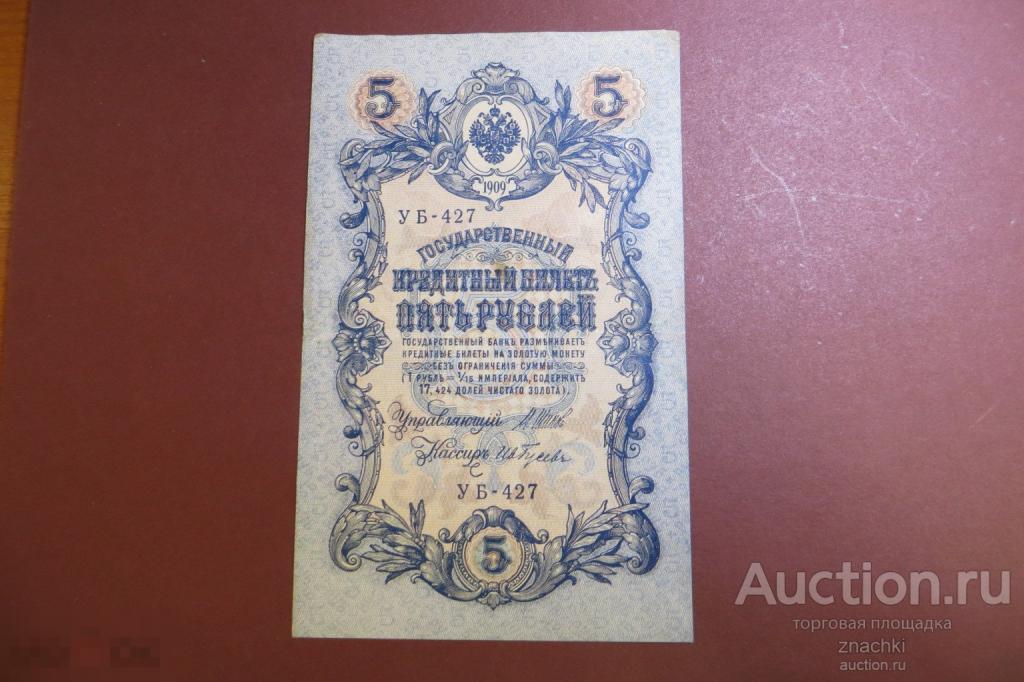 5 5
1909
УБ-427
ГОСУДАРСТВЕННЫЙ
КРЕДИТНЫЙ БИЛЕТЪ
ПЯТЬ РУБЛЕЙ
ГОСУДАРСТВЕННЫЙ БАНКЪ РАЗМѢНИВАЕТЪ
КРЕДИТНЫЕ БИЛЕТЫ НА ЗОЛОТУЮ МОНЕТУ
БЕЗЪ ОГРАНИЧЕНІЯ СУММЫ
(1 РУБЛЬ = 1/15 ИМПЕРІАЛА, СОДЕРЖИТЪ
17,424 ДОЛЕЙ ЧИСТАГО ЗОЛОТА).
Управляющій
Кассиръ Ив Гусевъ
УБ-427
5
Auction.ru
торговая площадка
znachki
auction.ru